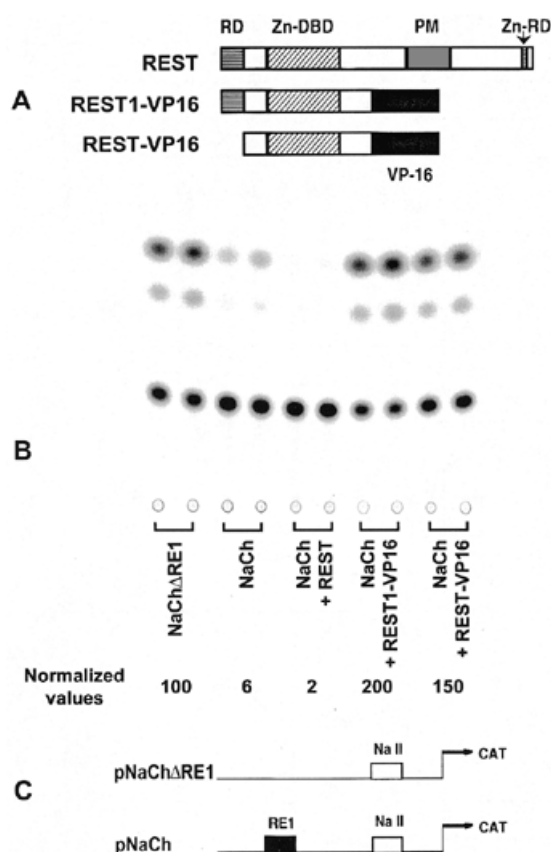 RD Zn-DBD PM Zn-RD
REST
A
REST1-VP16
REST-VP16
VP-16
B
NaChΔRE1
NaCh
NaCh
+ REST
NaCh
+ REST1-VP16
NaCh
+ REST-VP16
Normalized
values
100 6 2 200 150
Na II
pNaChΔRE1
CAT
C
RE1 Na II
pNaCh
CAT